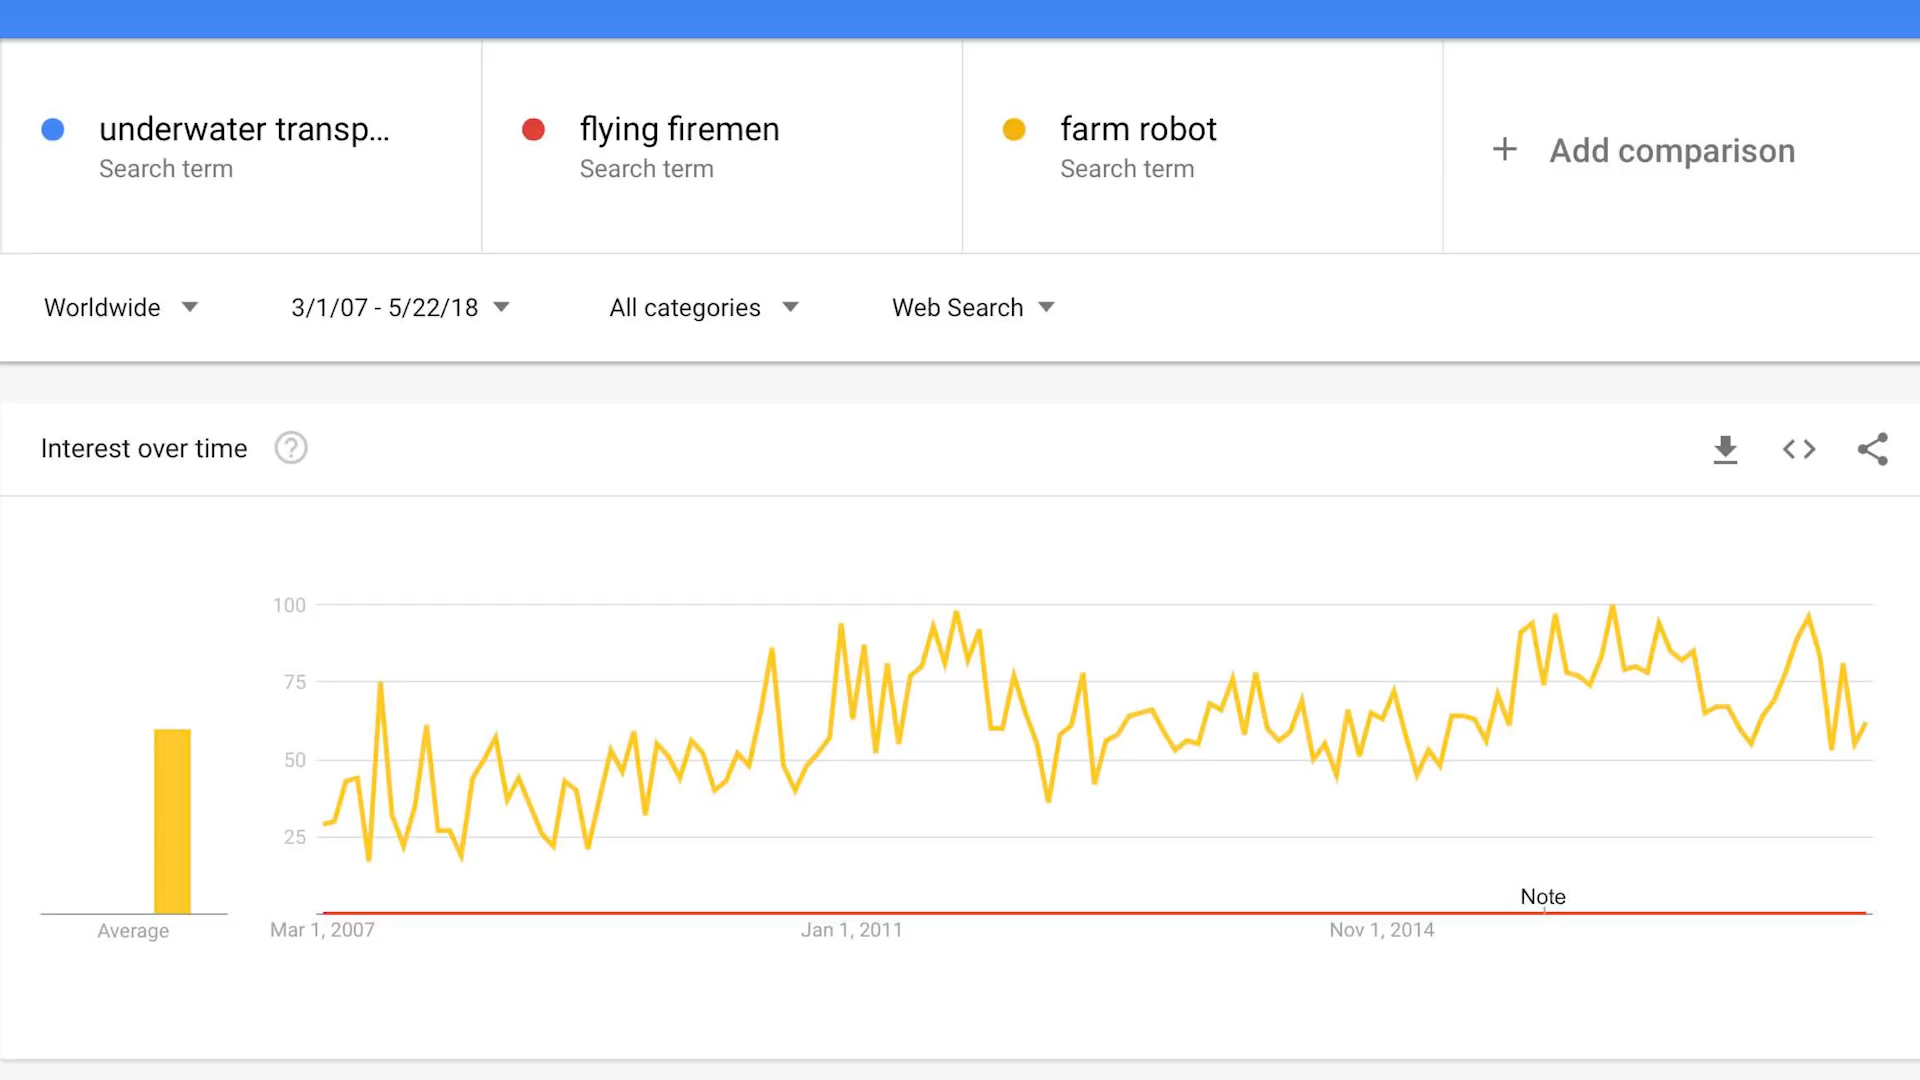 underwater transp...
Search term
flying firemen
Search term
farm robot
Search term
+ Add comparison
Worldwide
3/1/07 - 5/22/18
All categories
Web Search
Interest over time
?
100
75
50
25
Note
Average
Mar 1, 2007
Jan 1, 2011
Nov 1, 2014